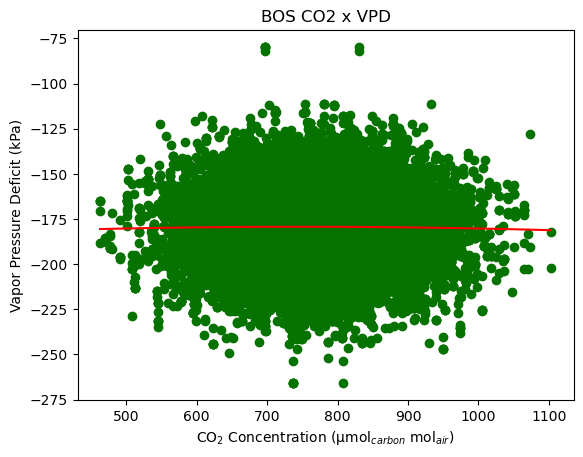 BOS CO2 x VPD
−75
−100
−125
−150
−175
−200
−225
−250
−275
Vapor Pressure Deficit (kPa)
500 600 700 800 900 1000 1100
CO₂ Concentration (μmol_carbon mol_air)